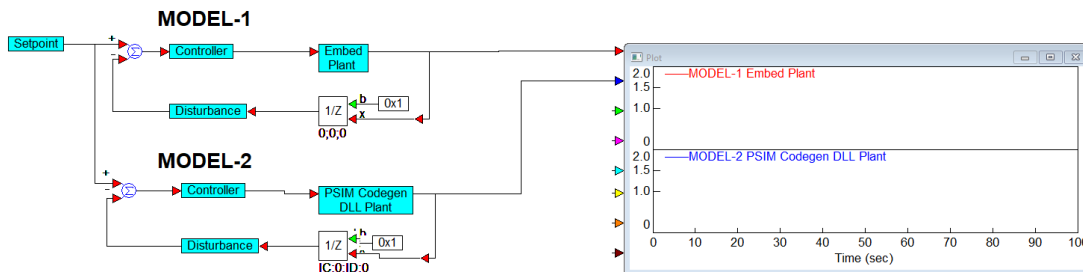 MODEL-1
Setpoint
+
-
Σ
Controller
Embed
Plant
Disturbance
1/Z
b
x
0x1
0;0;0
MODEL-2
+
-
Σ
Controller
PSIM Codegen
DLL Plant
Disturbance
1/Z
0x1
IC:0;ID:0
Plot
MODEL-1 Embed Plant
2.0
1.5
1.0
0
MODEL-2 PSIM Codegen DLL Plant
2.0
1.5
1.0
0
0 10 20 30 40 50 60 70 80 90 100
Time (sec)